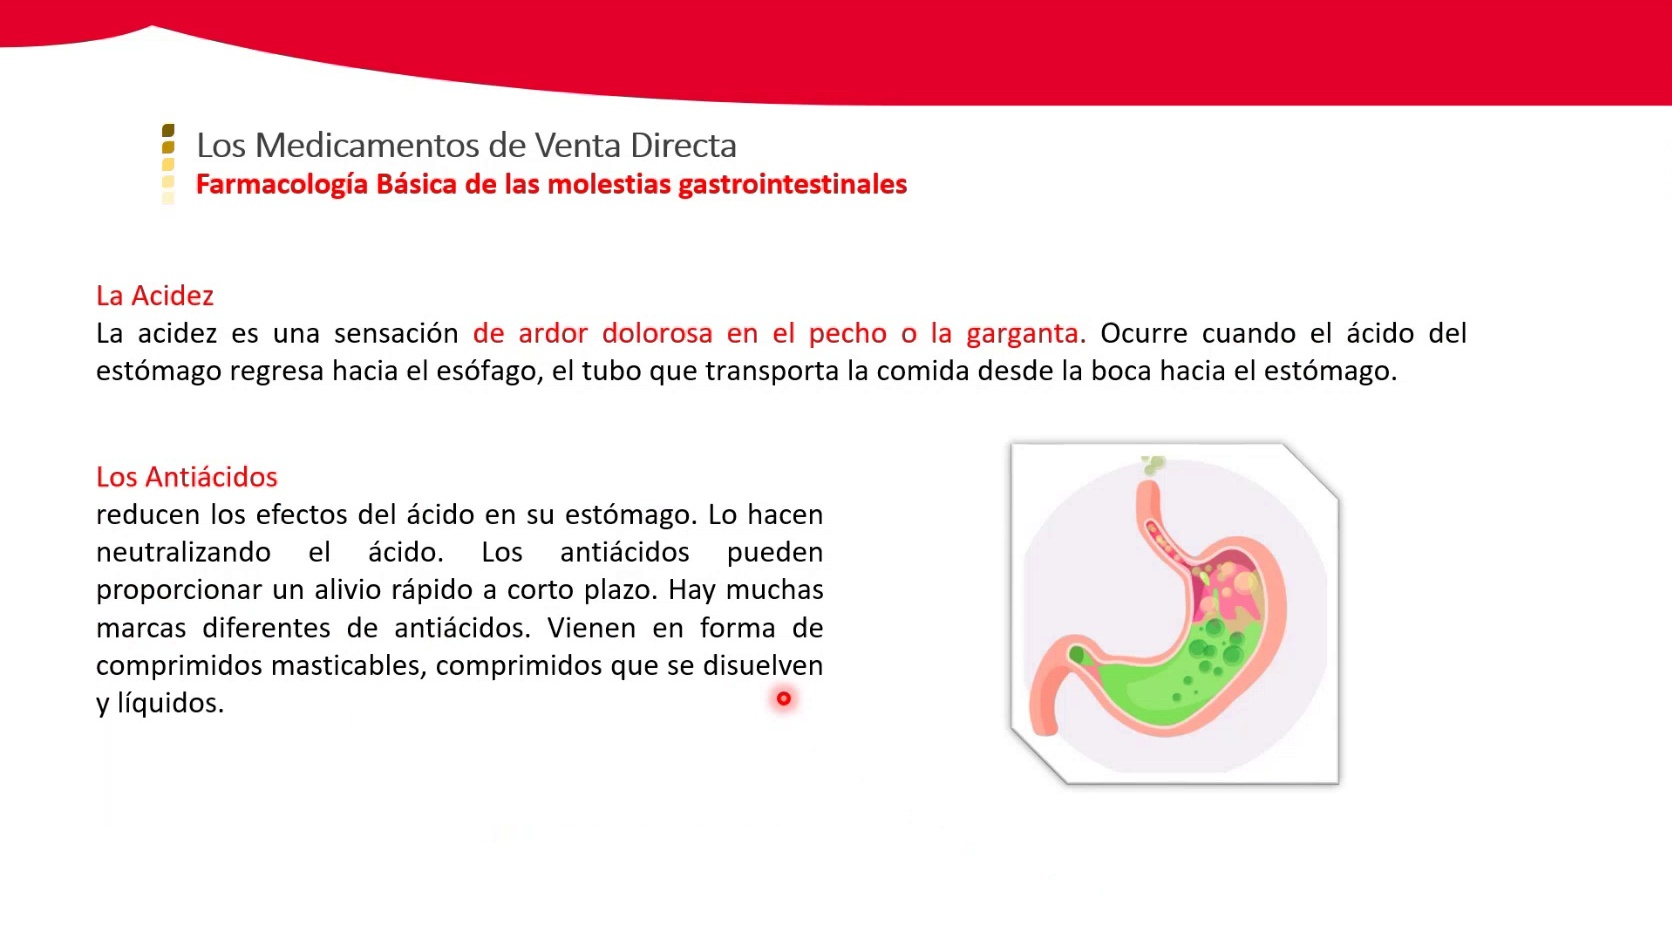 Los Medicamentos de Venta Directa
Farmacología Básica de las molestias gastrointestinales
La Acidez
La acidez es una sensación de ardor dolorosa en el pecho o la garganta. Ocurre cuando el ácido del
estómago regresa hacia el esófago, el tubo que transporta la comida desde la boca hacia el estómago.
Los Antiácidos
reducen los efectos del ácido en su estómago. Lo hacen
neutralizando el ácido. Los antiácidos pueden
proporcionar un alivio rápido a corto plazo. Hay muchas
marcas diferentes de antiácidos. Vienen en forma de
comprimidos masticables, comprimidos que se disuelven
y líquidos.